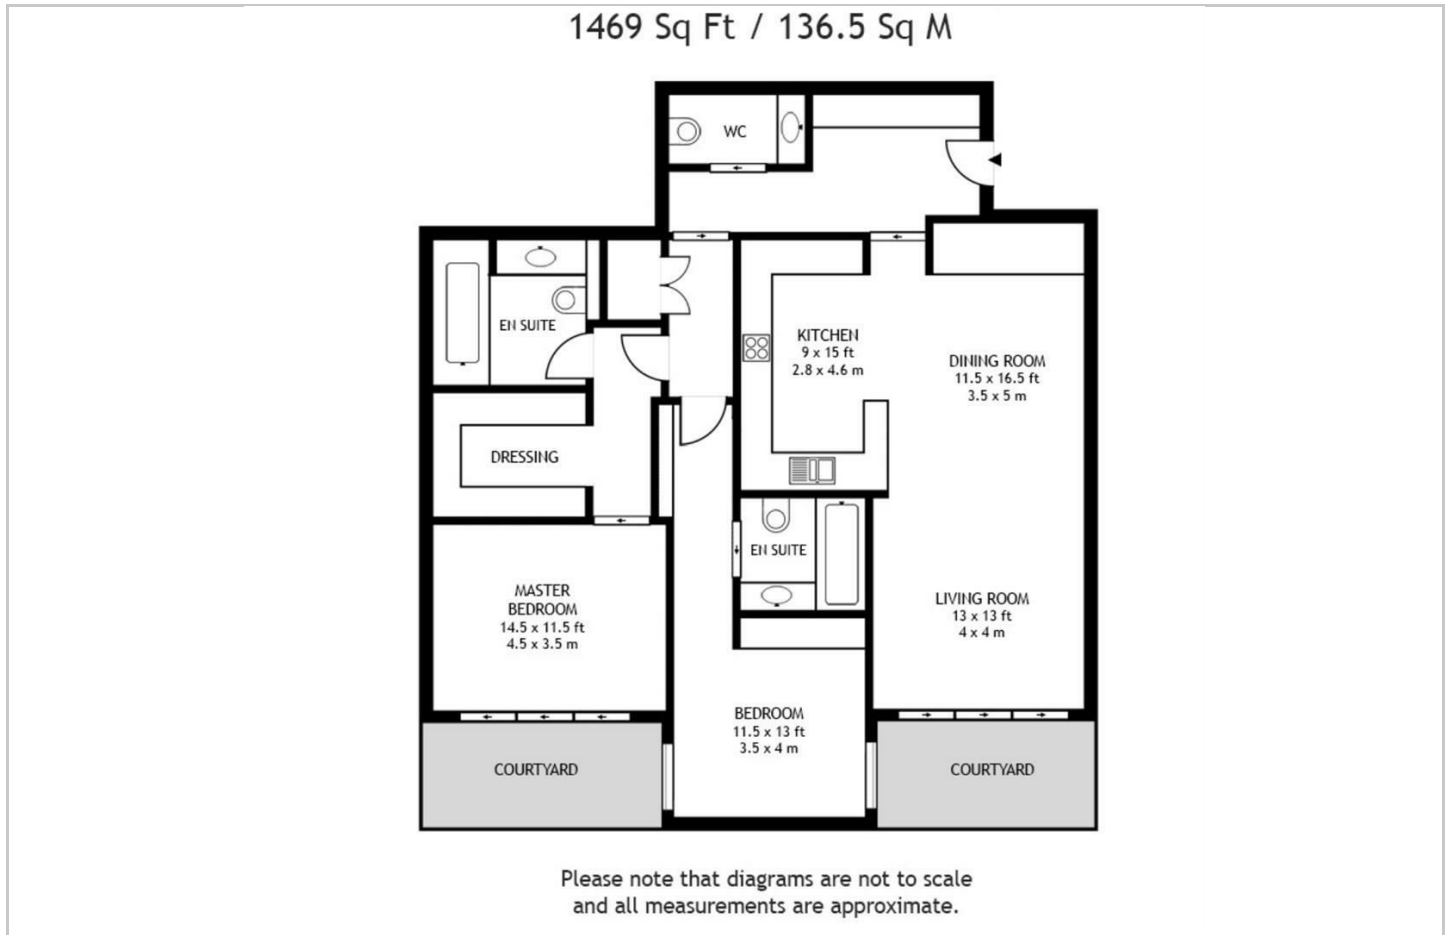 1469 Sq Ft / 136.5 Sq M
WC
EN SUITE
KITCHEN
9 x 15 ft
2.8 x 4.6 m
DINING ROOM
11.5 x 16.5 ft
3.5 x 5 m
DRESSING
EN SUITE
MASTER
BEDROOM
14.5 x 11.5 ft
4.5 x 3.5 m
LIVING ROOM
13 x 13 ft
4 x 4 m
BEDROOM
11.5 x 13 ft
3.5 x 4 m
COURTYARD
COURTYARD
Please note that diagrams are not to scale
and all measurements are approximate.